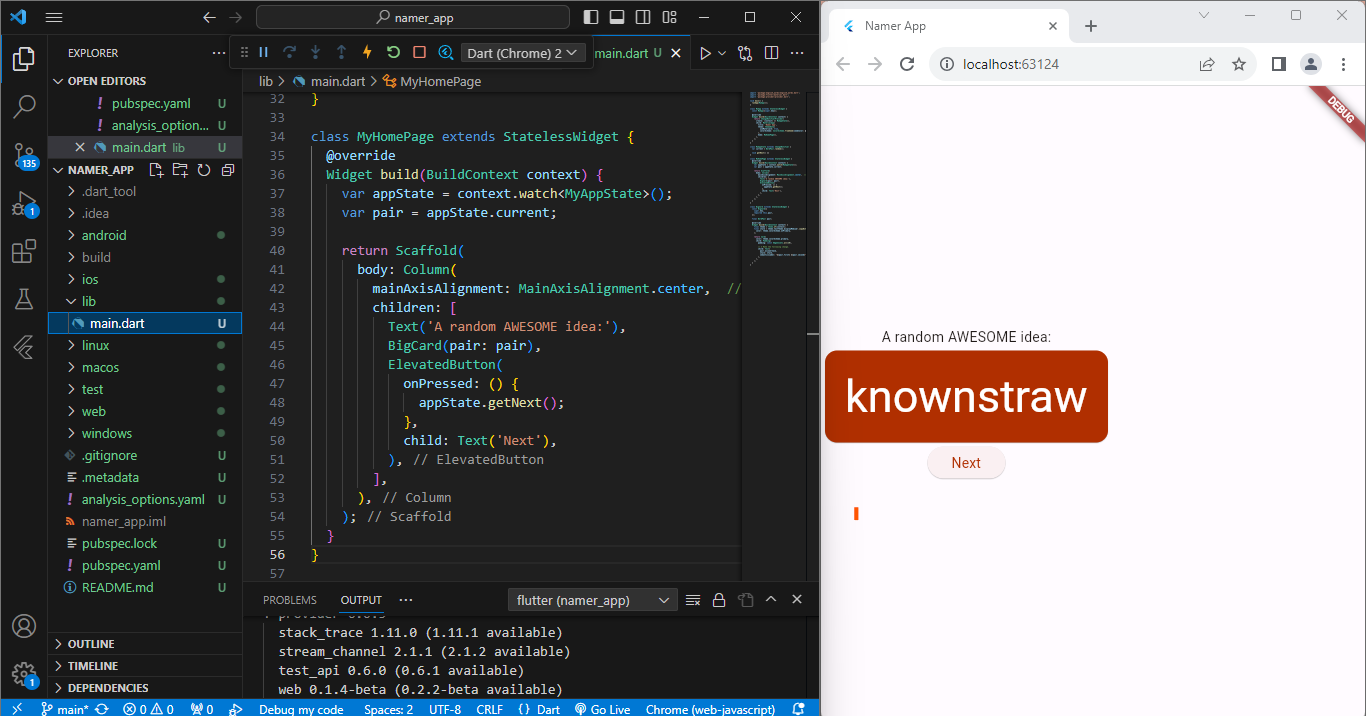 namer_app
EXPLORER
OPEN EDITORS
pubspec.yaml U
analysis_option... U
main.dart lib U
NAMER_APP
.dart_tool
.idea
android
build
ios
lib
main.dart U
linux
macos
test
web
windows
.gitignore U
.metadata U
analysis_options.yaml U
namer_app.iml
pubspec.lock U
pubspec.yaml U
README.md U
OUTLINE
TIMELINE
DEPENDENCIES
135
1
1
Dart (Chrome) 2
main.dart U
lib > main.dart > MyHomePage
32 }
33
34 class MyHomePage extends StatelessWidget {
35 @override
36 Widget build(BuildContext context) {
37 var appState = context.watch<MyAppState>();
38 var pair = appState.current;
39
40 return Scaffold(
41 body: Column(
42 mainAxisAlignment: MainAxisAlignment.center, //
43 children: [
44 Text('A random AWESOME idea:'),
45 BigCard(pair: pair),
46 ElevatedButton(
47 onPressed: () {
48 appState.getNext();
49 },
50 child: Text('Next'),
51 ), // ElevatedButton
52 ],
53 ), // Column
54 ); // Scaffold
55 }
56 }
57
PROBLEMS OUTPUT
flutter (namer_app)
stack_trace 1.11.0 (1.11.1 available)
stream_channel 2.1.1 (2.1.2 available)
test_api 0.6.0 (0.6.1 available)
web 0.1.4-beta (0.2.2-beta available)
main* 0 0 0 Debug my code Spaces: 2 UTF-8 CRLF {} Dart Go Live Chrome (web-javascript)
Namer App
localhost:63124
DEBUG
A random AWESOME idea:
knownstraw
Next